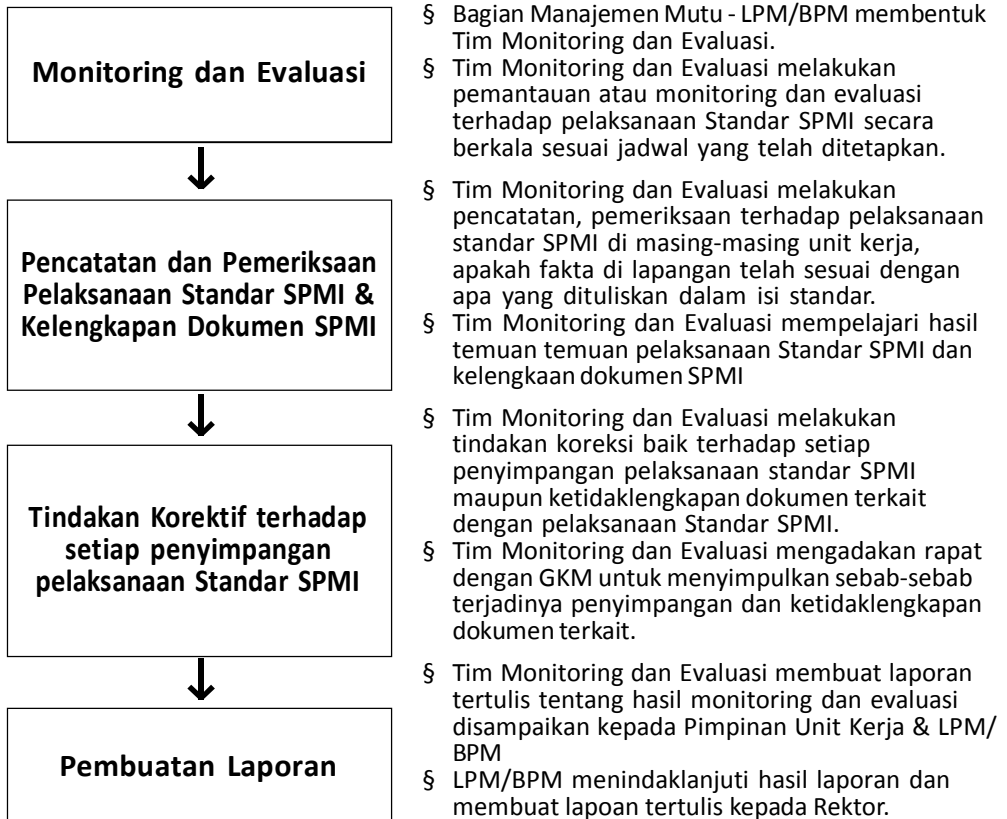 Monitoring dan Evaluasi
§ Bagian Manajemen Mutu - LPM/BPM membentuk
Tim Monitoring dan Evaluasi.
§ Tim Monitoring dan Evaluasi melakukan
pemantauan atau monitoring dan evaluasi
terhadap pelaksanaan Standar SPMI secara
berkala sesuai jadwal yang telah ditetapkan.
Pencatatan dan Pemeriksaan
Pelaksanaan Standar SPMI &
Kelengkapan Dokumen SPMI
§ Tim Monitoring dan Evaluasi melakukan
pencatatan, pemeriksaan terhadap pelaksanaan
standar SPMI di masing-masing unit kerja,
apakah fakta di lapangan telah sesuai dengan
apa yang dituliskan dalam isi standar.
§ Tim Monitoring dan Evaluasi mempelajari hasil
temuan temuan pelaksanaan Standar SPMI dan
kelengkaan dokumen SPMI
Tindakan Korektif terhadap
setiap penyimpangan
pelaksanaan Standar SPMI
§ Tim Monitoring dan Evaluasi melakukan
tindakan koreksi baik terhadap setiap
penyimpangan pelaksanaan standar SPMI
maupun ketidaklengkapan dokumen terkait
dengan pelaksanaan Standar SPMI.
§ Tim Monitoring dan Evaluasi mengadakan rapat
dengan GKM untuk menyimpulkan sebab-sebab
terjadinya penyimpangan dan ketidaklengkapan
dokumen terkait.
Pembuatan Laporan
§ Tim Monitoring dan Evaluasi membuat laporan
tertulis tentang hasil monitoring dan evaluasi
disampaikan kepada Pimpinan Unit Kerja & LPM/
BPM
§ LPM/BPM menindaklanjuti hasil laporan dan
membuat lapoan tertulis kepada Rektor.